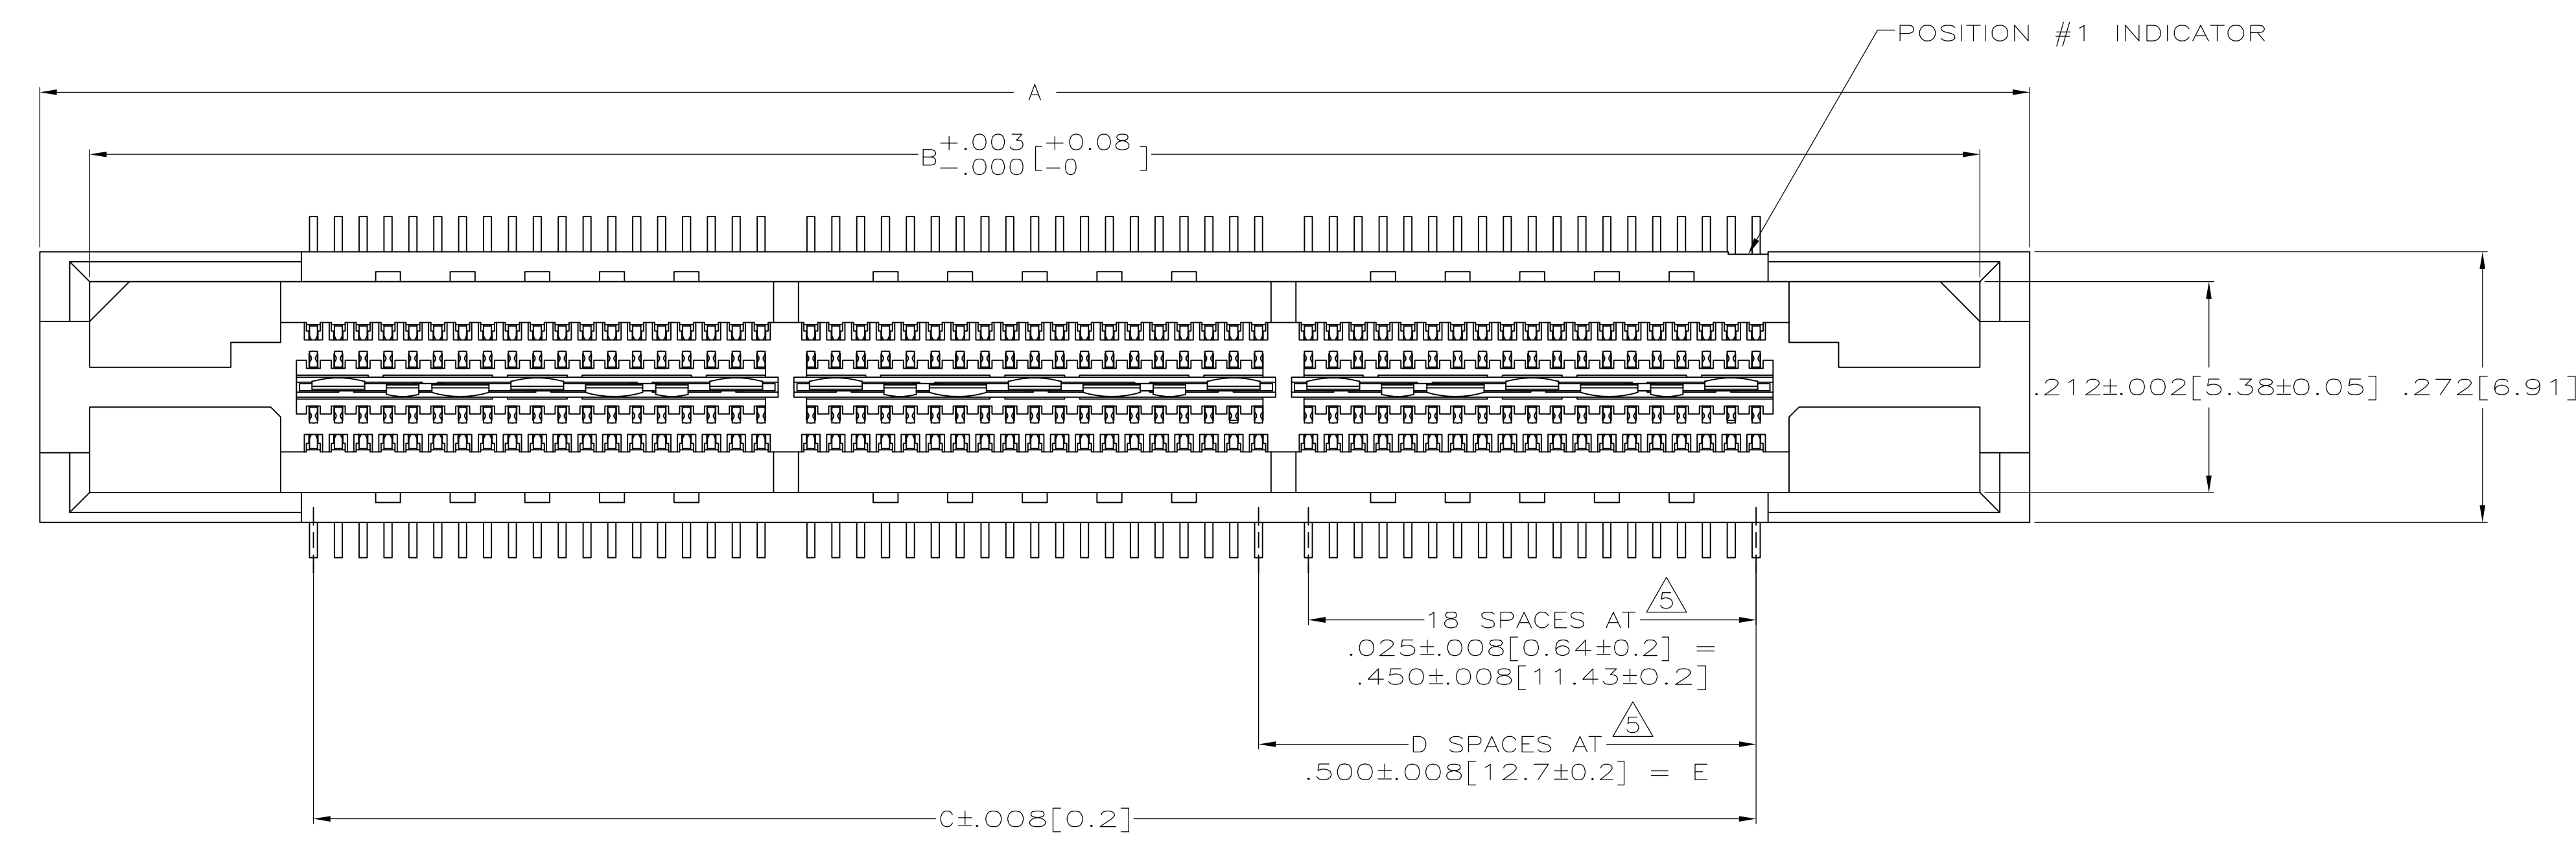 POSITION #1 INDICATOR
A
B +.003 -.000 [+0.08 -0]
.212±.002[5.38±0.05] .272[6.91]
5
18 SPACES AT
.025±.008[0.64±0.2] =
.450±.008[11.43±0.2]
5
D SPACES AT
.500±.008[12.7±0.2] = E
C±.008[0.2]